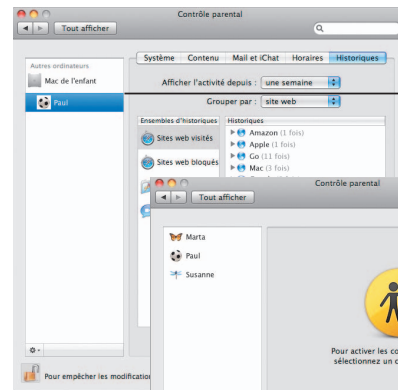 Contrôle parental
Tout afficher
Système Contenu Mail et iChat Horaires Historiques
Autres ordinateurs
Mac de l'enfant
Paul
Afficher l'activité depuis : une semaine
Grouper par : site web
Ensembles d'historiques Historiques
Sites web visités
Sites web bloqués
Amazon (1 fois)
Apple (1 fois)
Go (11 fois)
Mac (3 fois)
Contrôle parental
Tout afficher
Marta
Paul
Susanne
Pour activer les co
sélectionnez un c
Pour empêcher les modification